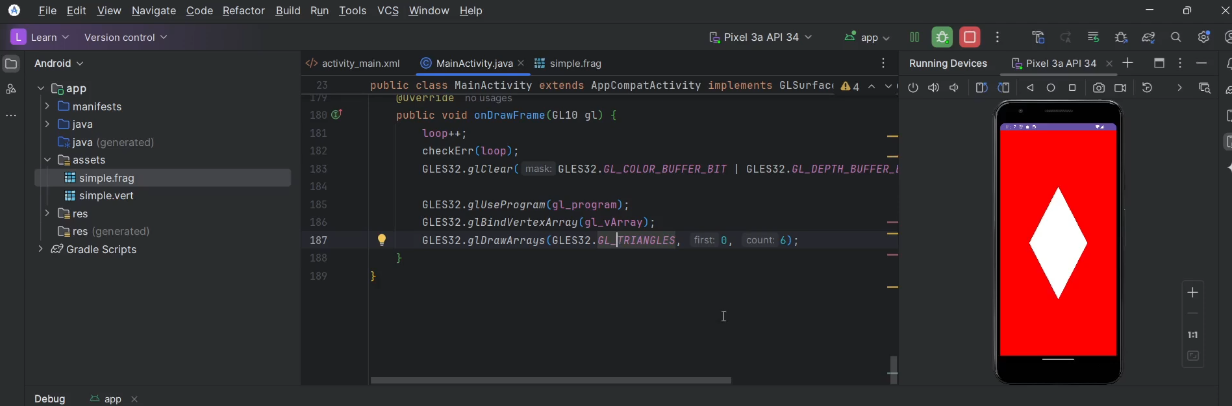 File Edit View Navigate Code Refactor Build Run Tools VCS Window Help
L Learn Version control Pixel 3a API 34 app
Android activity_main.xml MainActivity.java simple.frag Running Devices Pixel 3a API 34
app
manifests
java
java (generated)
assets
simple.frag
simple.vert
res
res (generated)
Gradle Scripts
23 public class MainActivity extends AppCompatActivity implements GLSurfac 4
179 @Override no usages
180 public void onDrawFrame(GL10 gl) {
181 loop++;
182 checkErr(loop);
183 GLES32.glClear( mask: GLES32.GL_COLOR_BUFFER_BIT | GLES32.GL_DEPTH_BUFFER_
184
185 GLES32.glUseProgram(gl_program);
186 GLES32.glBindVertexArray(gl_vArray);
187 GLES32.glDrawArrays(GLES32.GL_TRIANGLES, first: 0, count: 6);
188 }
189 }
1:1
Debug app